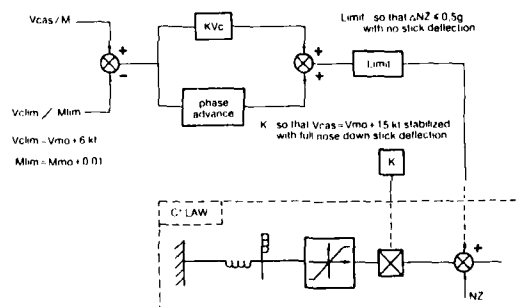 Vcas/M
KVc
Limit so that △NZ ≤ 0,5g
with no stick deflection
+
−
+
+
Limit
phase
advance
Vclim / Mlim
Vclim = Vmo + 6 kt
Mlim = Mmo + 0.01
K so that Vcas = Vmo + 15 kt stabilized
with full nose down stick deflection
K
C* LAW
+
NZ